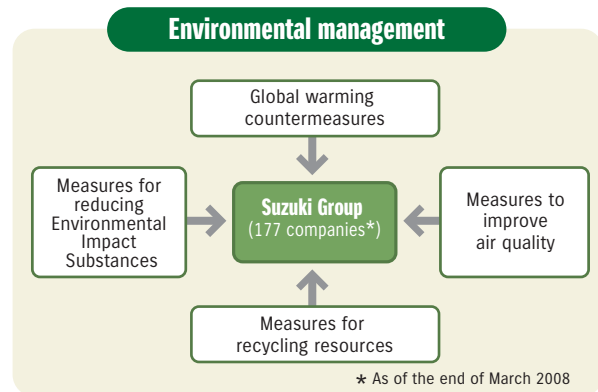 Environmental management
Global warming
countermeasures
Measures for
reducing
Environmental
Impact
Substances
Suzuki Group
(177 companies*)
Measures to
improve
air quality
Measures for
recycling resources
* As of the end of March 2008